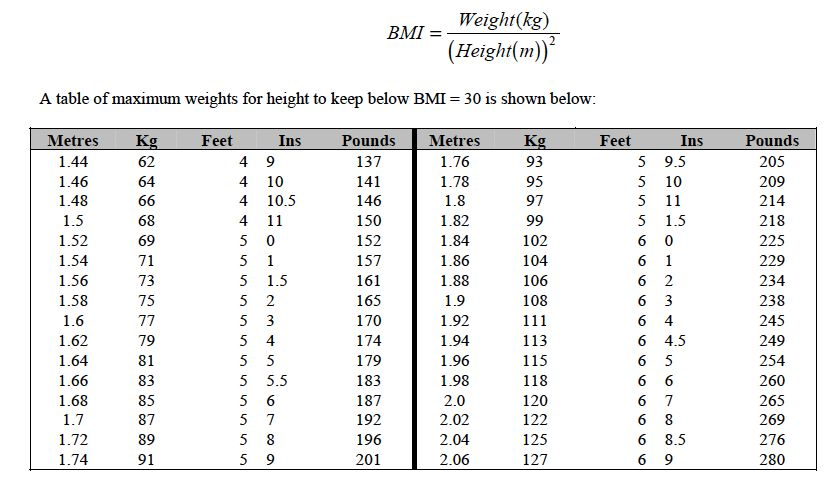 BMI = Weight(kg) / (Height(m))²
A table of maximum weights for height to keep below BMI = 30 is shown below:
Metres Kg Feet Ins Pounds Metres Kg Feet Ins Pounds
1.44 62 4 9 137 1.76 93 5 9.5 205
1.46 64 4 10 141 1.78 95 5 10 209
1.48 66 4 10.5 146 1.8 97 5 11 214
1.5 68 4 11 150 1.82 99 5 1.5 218
1.52 69 5 0 152 1.84 102 6 0 225
1.54 71 5 1 157 1.86 104 6 1 229
1.56 73 5 1.5 161 1.88 106 6 2 234
1.58 75 5 2 165 1.9 108 6 3 238
1.6 77 5 3 170 1.92 111 6 4 245
1.62 79 5 4 174 1.94 113 6 4.5 249
1.64 81 5 5 179 1.96 115 6 5 254
1.66 83 5 5.5 183 1.98 118 6 6 260
1.68 85 5 6 187 2.0 120 6 7 265
1.7 87 5 7 192 2.02 122 6 8 269
1.72 89 5 8 196 2.04 125 6 8.5 276
1.74 91 5 9 201 2.06 127 6 9 280